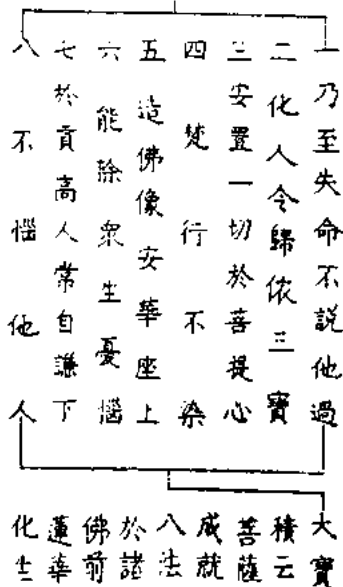 一乃至失命不説他過
二化人令歸依三寶
三安置一切於菩提心
四梵行不染
五造佛像安華座上
六能除衆生憂惱
七於貢高人常自謙下
八不惱他人
大寶
積云
菩薩
成就
八法
於諸
佛前
蓮華
化生